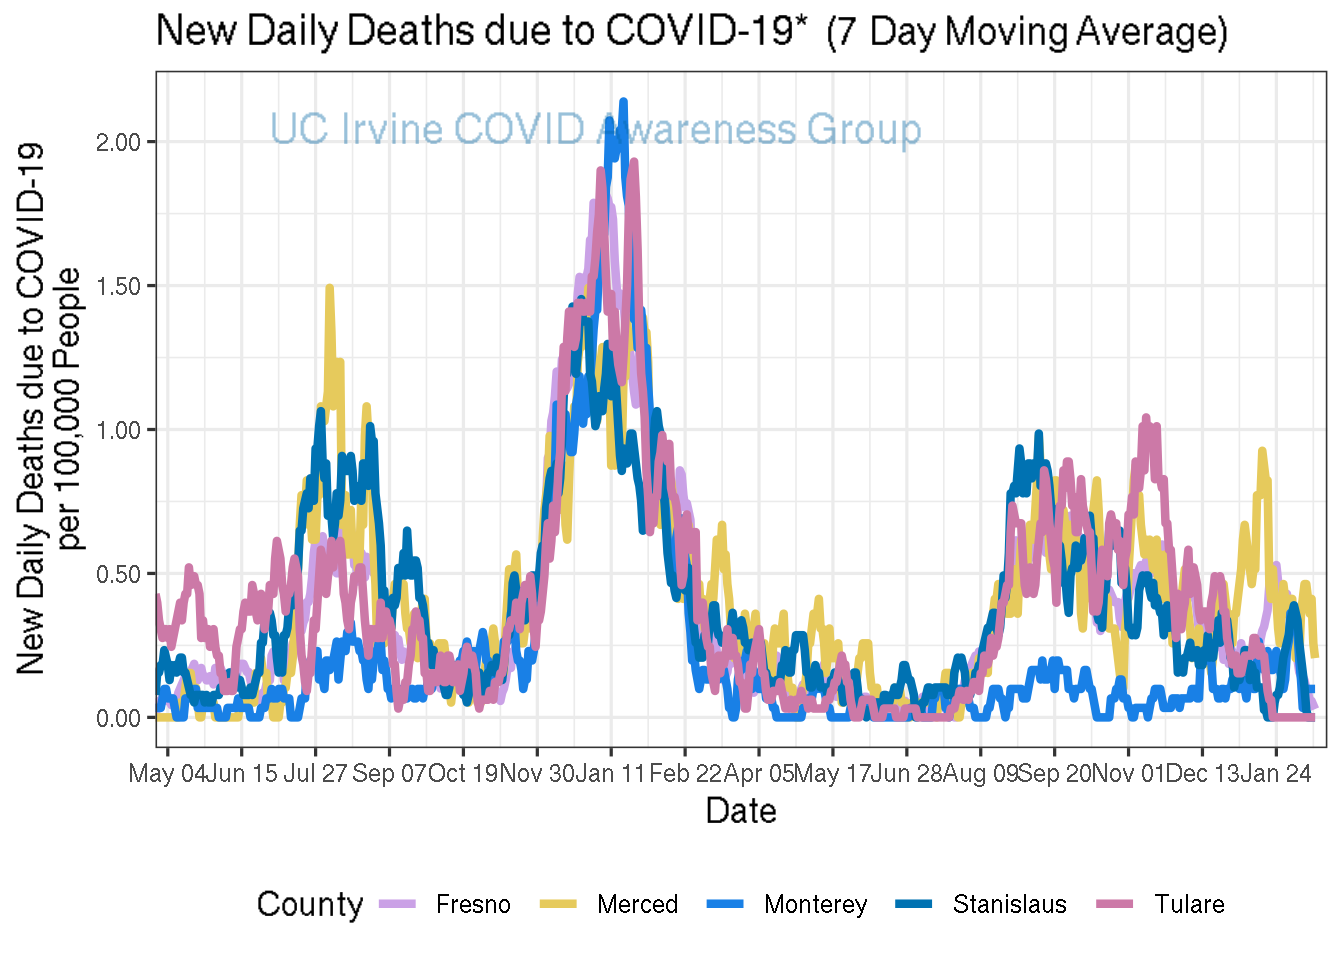 New Daily Deaths due to COVID-19* (7 Day Moving Average)
UC Irvine COVID Awareness Group
New Daily Deaths due to COVID-19
per 100,000 People
2.00
1.50
1.00
0.50
0.00
May 04 Jun 15 Jul 27 Sep 07 Oct 19 Nov 30 Jan 11 Feb 22 Apr 05 May 17 Jun 28 Aug 09 Sep 20 Nov 01 Dec 13 Jan 24
Date
County Fresno Merced Monterey Stanislaus Tulare